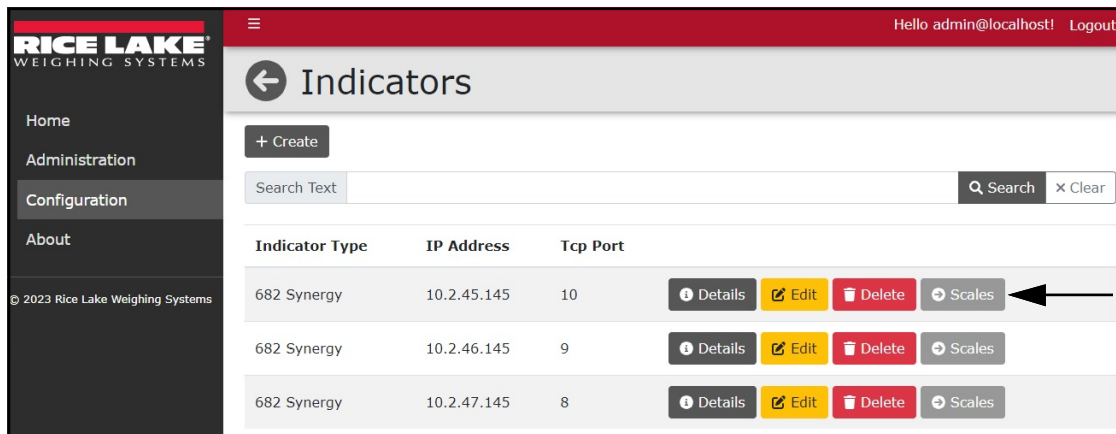 RICE LAKE®
WEIGHING SYSTEMS
Home
Administration
Configuration
About
© 2023 Rice Lake Weighing Systems
Hello admin@localhost! Logout
Indicators
+ Create
Search Text Search × Clear
Indicator Type IP Address Tcp Port
682 Synergy 10.2.45.145 10 Details Edit Delete Scales
682 Synergy 10.2.46.145 9 Details Edit Delete Scales
682 Synergy 10.2.47.145 8 Details Edit Delete Scales